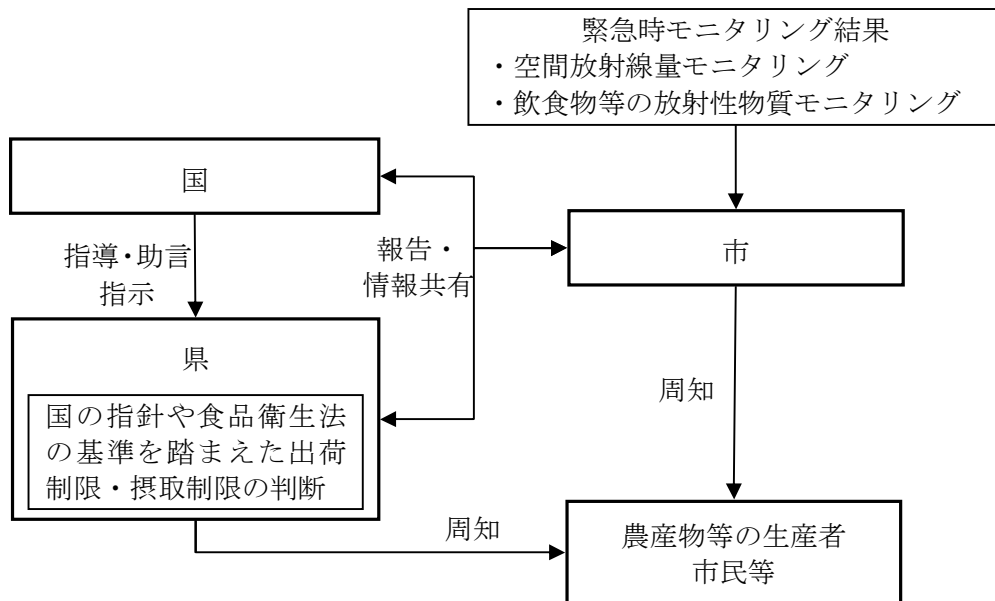 緊急時モニタリング結果
・空間放射線量モニタリング
・飲食物等の放射性物質モニタリング
国
市
指導・助言
指示
報告・
情報共有
県
国の指針や食品衛生法
の基準を踏まえた出荷
制限・摂取制限の判断
周知
周知
農産物等の生産者
市民等